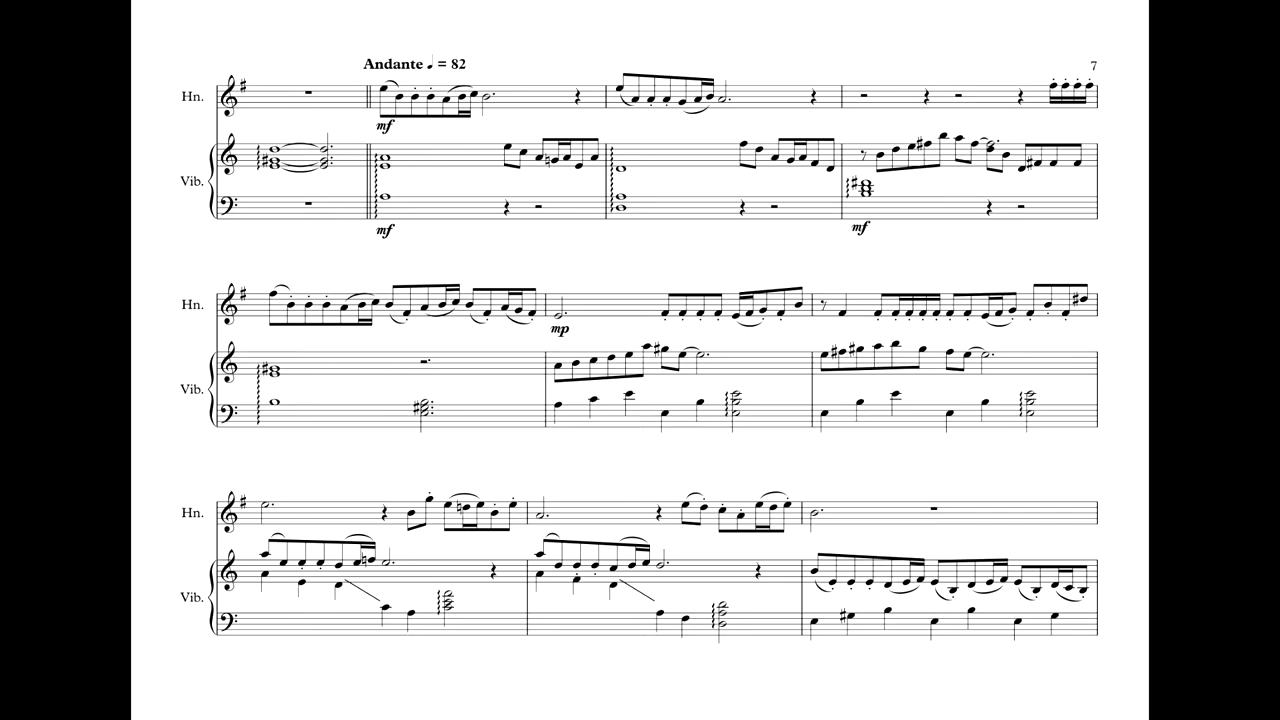 Andante ♩ = 82
7
Hn.
mf
Vib.
mf
mf
Hn.
mp
Vib.
Hn.
Vib.